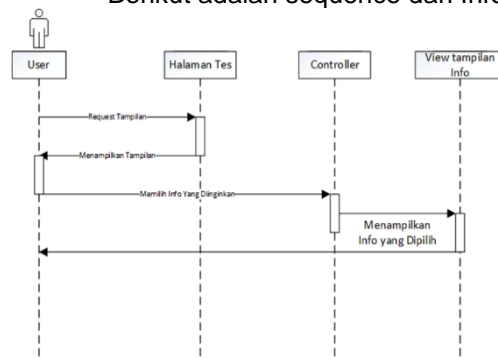 Berikut adalah sequence dari
User
Halaman Tes
Controller
View tampilan
Info
Request Tampilan
Menampilkan Tampilan
Memilih Info Yang Diinginkan
Menampilkan
Info yang Dipilih